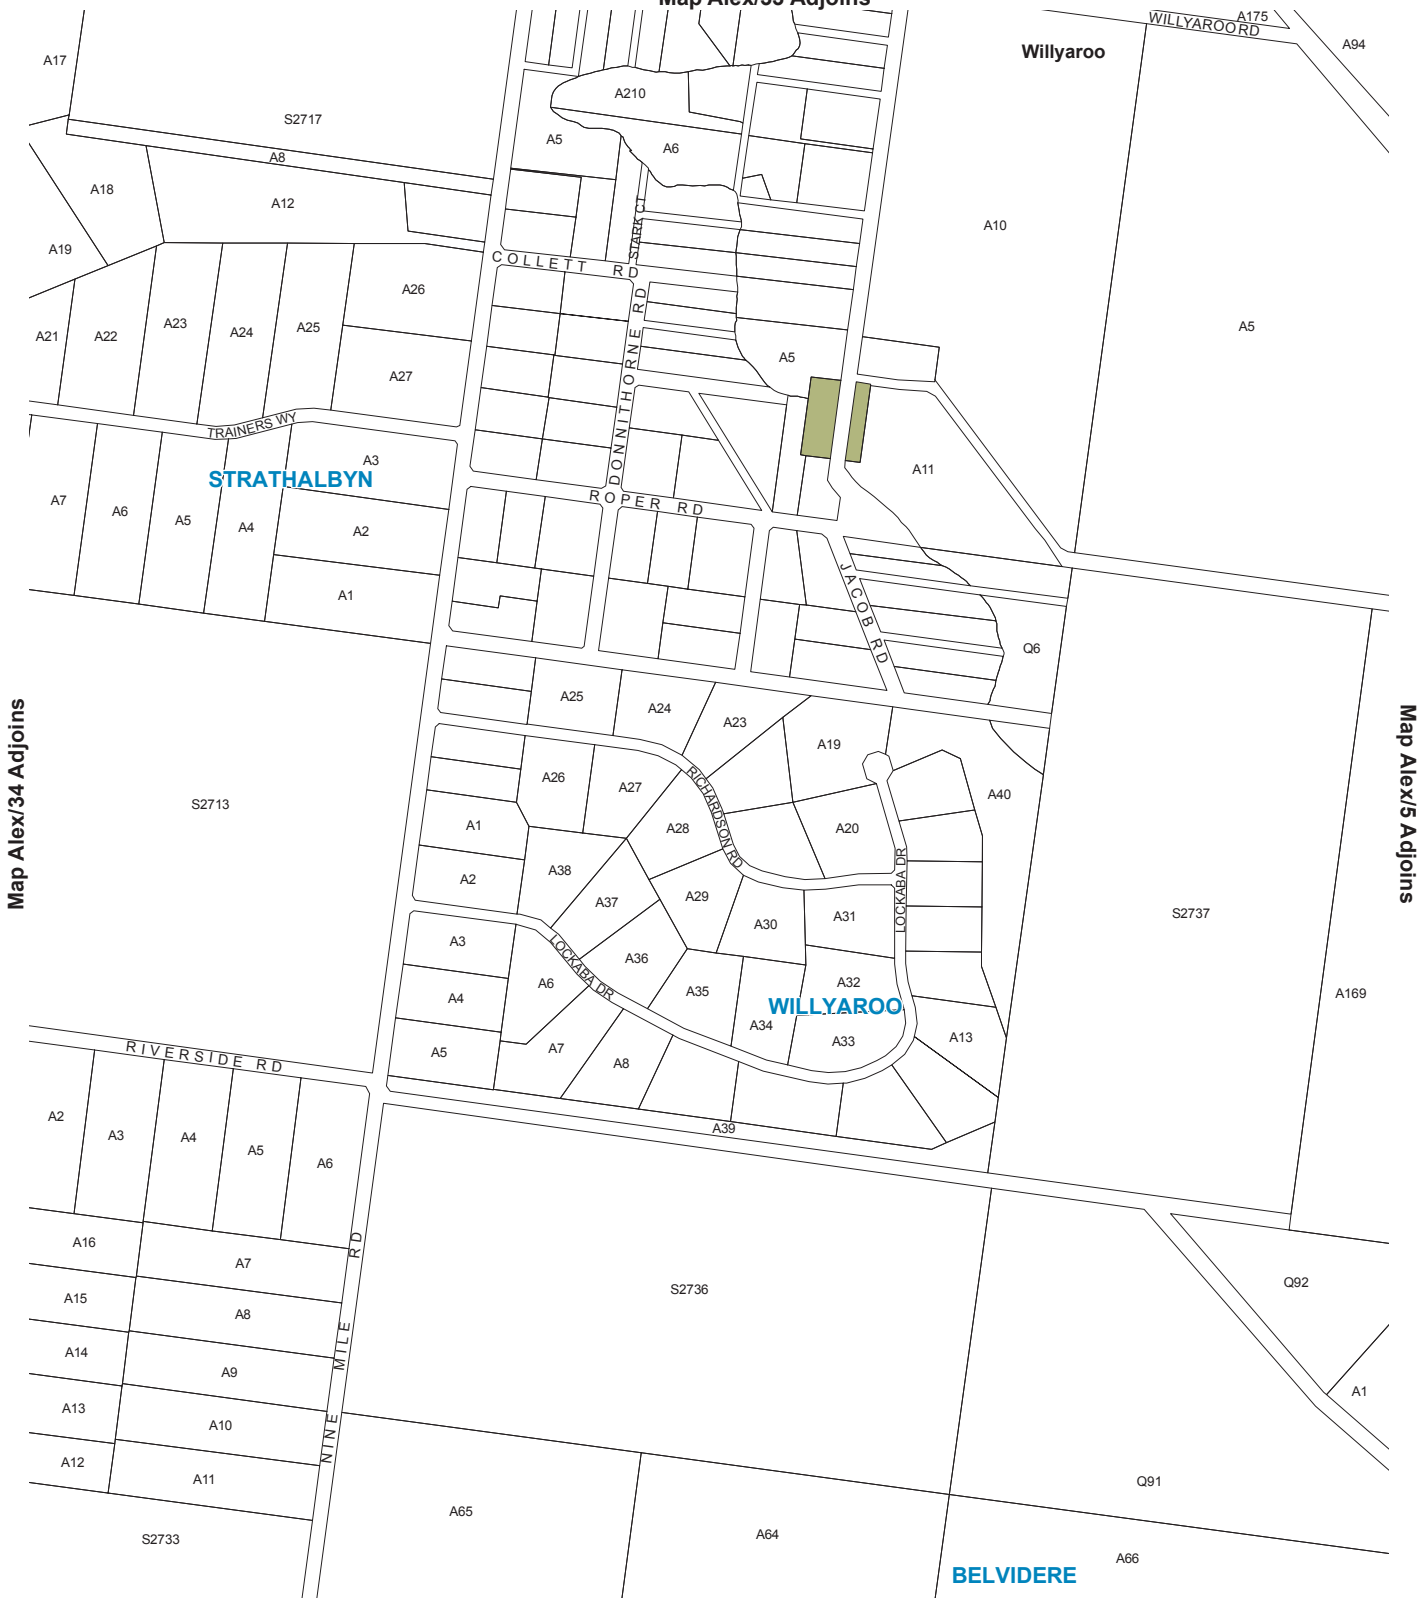 Map Alex/33 Adjoins
A175
WILLYAROO RD
A94
Willyaroo
A17
A210
S2717
A5
A6
A8
A18
A12
STARK CT
A10
A19
COLLETT RD
A26
A21
A22
A23
A24
A25
DONNITHORNE RD
A5
A5
A27
TRAINERS WY
A3
STRATHALBYN
A11
A7
A6
A5
A4
A2
ROPER RD
A1
JACOB RD
Q6
A25
A24
A23
A19
Map Alex/34 Adjoins
Map Alex/5 Adjoins
S2713
A26
A27
RICHARDSON RD
A40
A1
A28
A20
A2
A38
A37
A29
A30
A31
LOCKABA DR
S2737
A3
LOCKABA DR
A36
A6
A35
A32
A4
A34
WILLYAROO
A169
A5
A7
A8
A33
A13
RIVERSIDE RD
A2
A3
A4
A5
A6
A39
A16
A7
NINE MILE RD
A15
A8
S2736
Q92
A14
A9
A1
A13
A10
A12
A11
Q91
S2733
A65
A64
A66
BELVIDERE